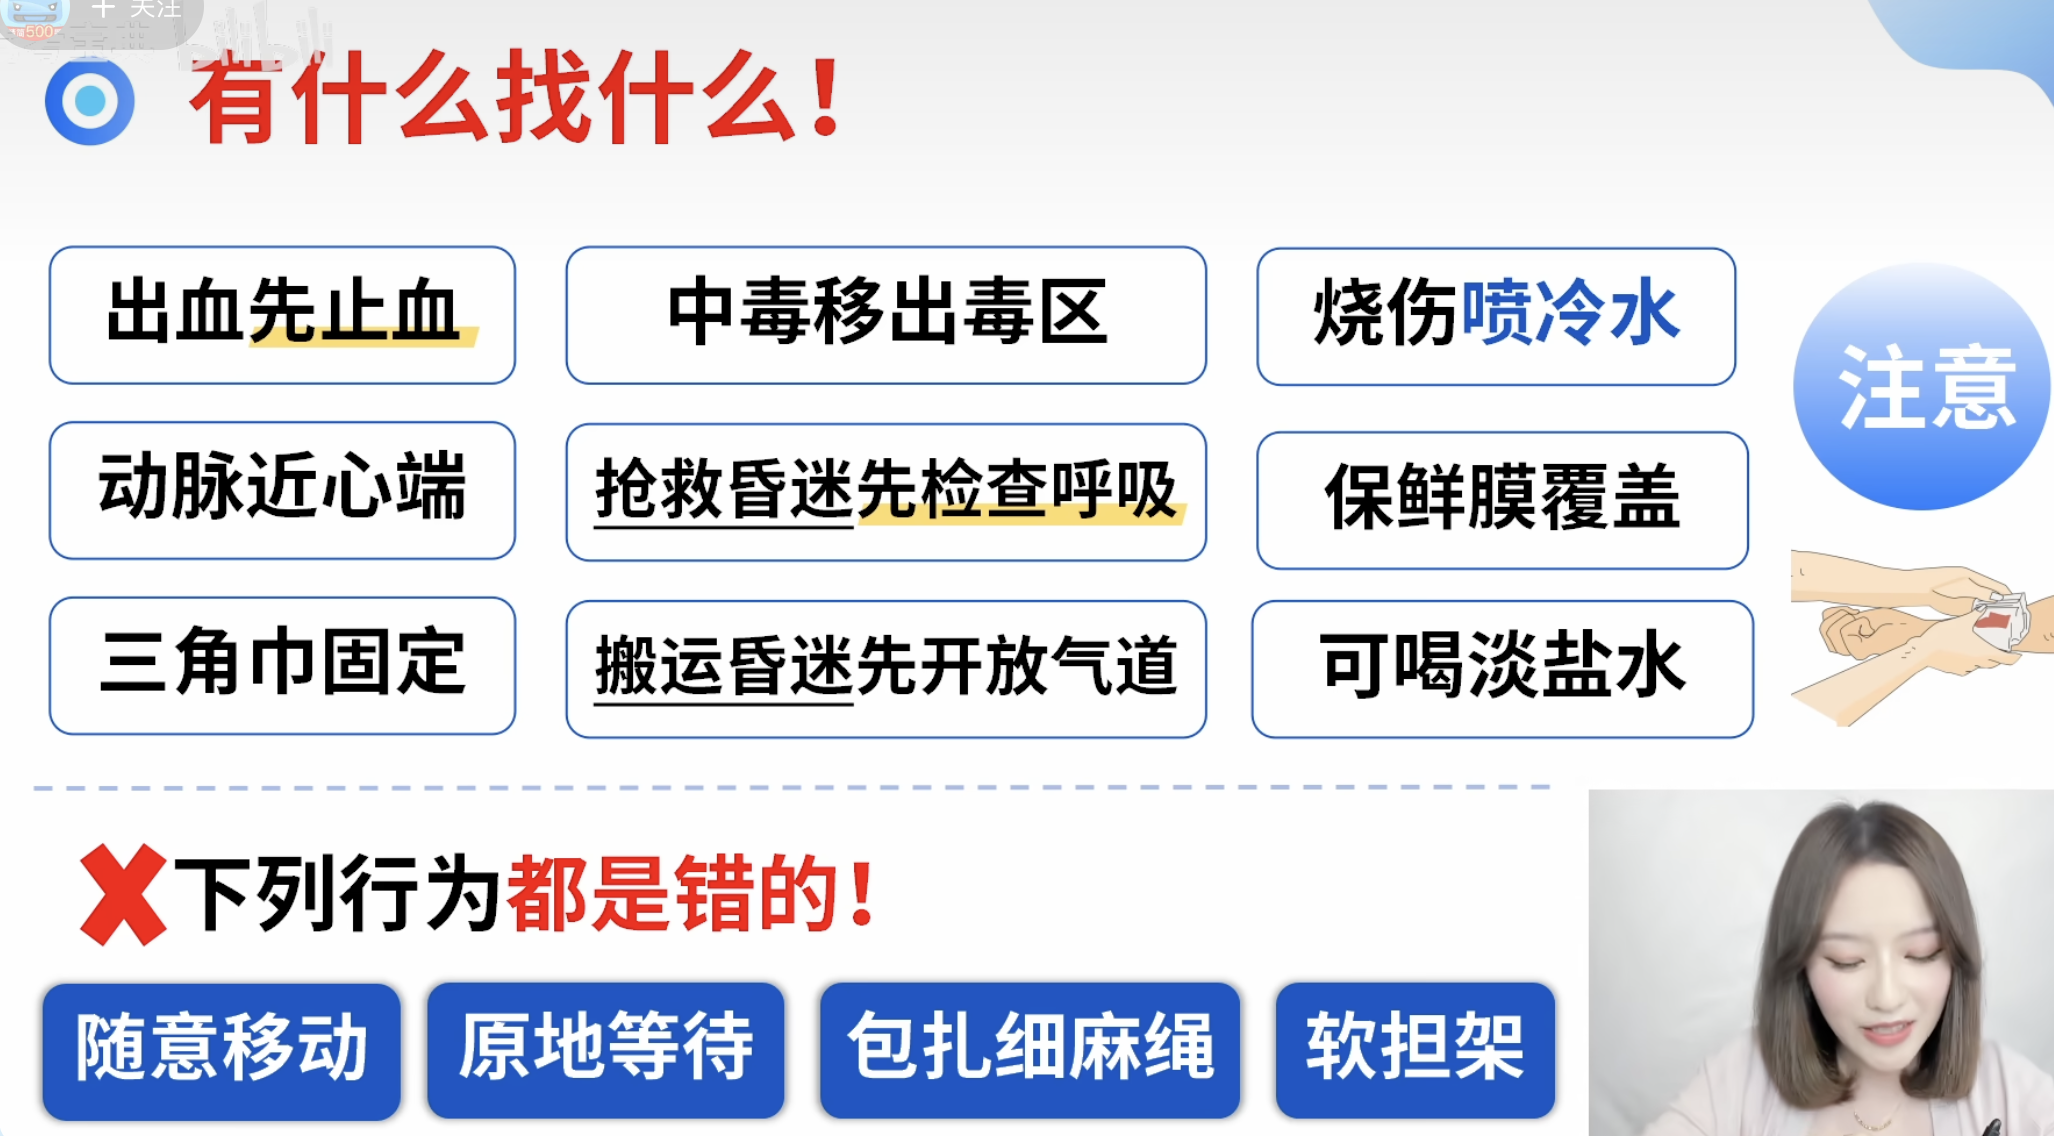 + 关注
bilibili
有什么找什么！
出血先止血
中毒移出毒区
烧伤喷冷水
注意
动脉近心端
抢救昏迷先检查呼吸
保鲜膜覆盖
三角巾固定
搬运昏迷先开放气道
可喝淡盐水
下列行为都是错的！
随意移动
原地等待
包扎细麻绳
软担架